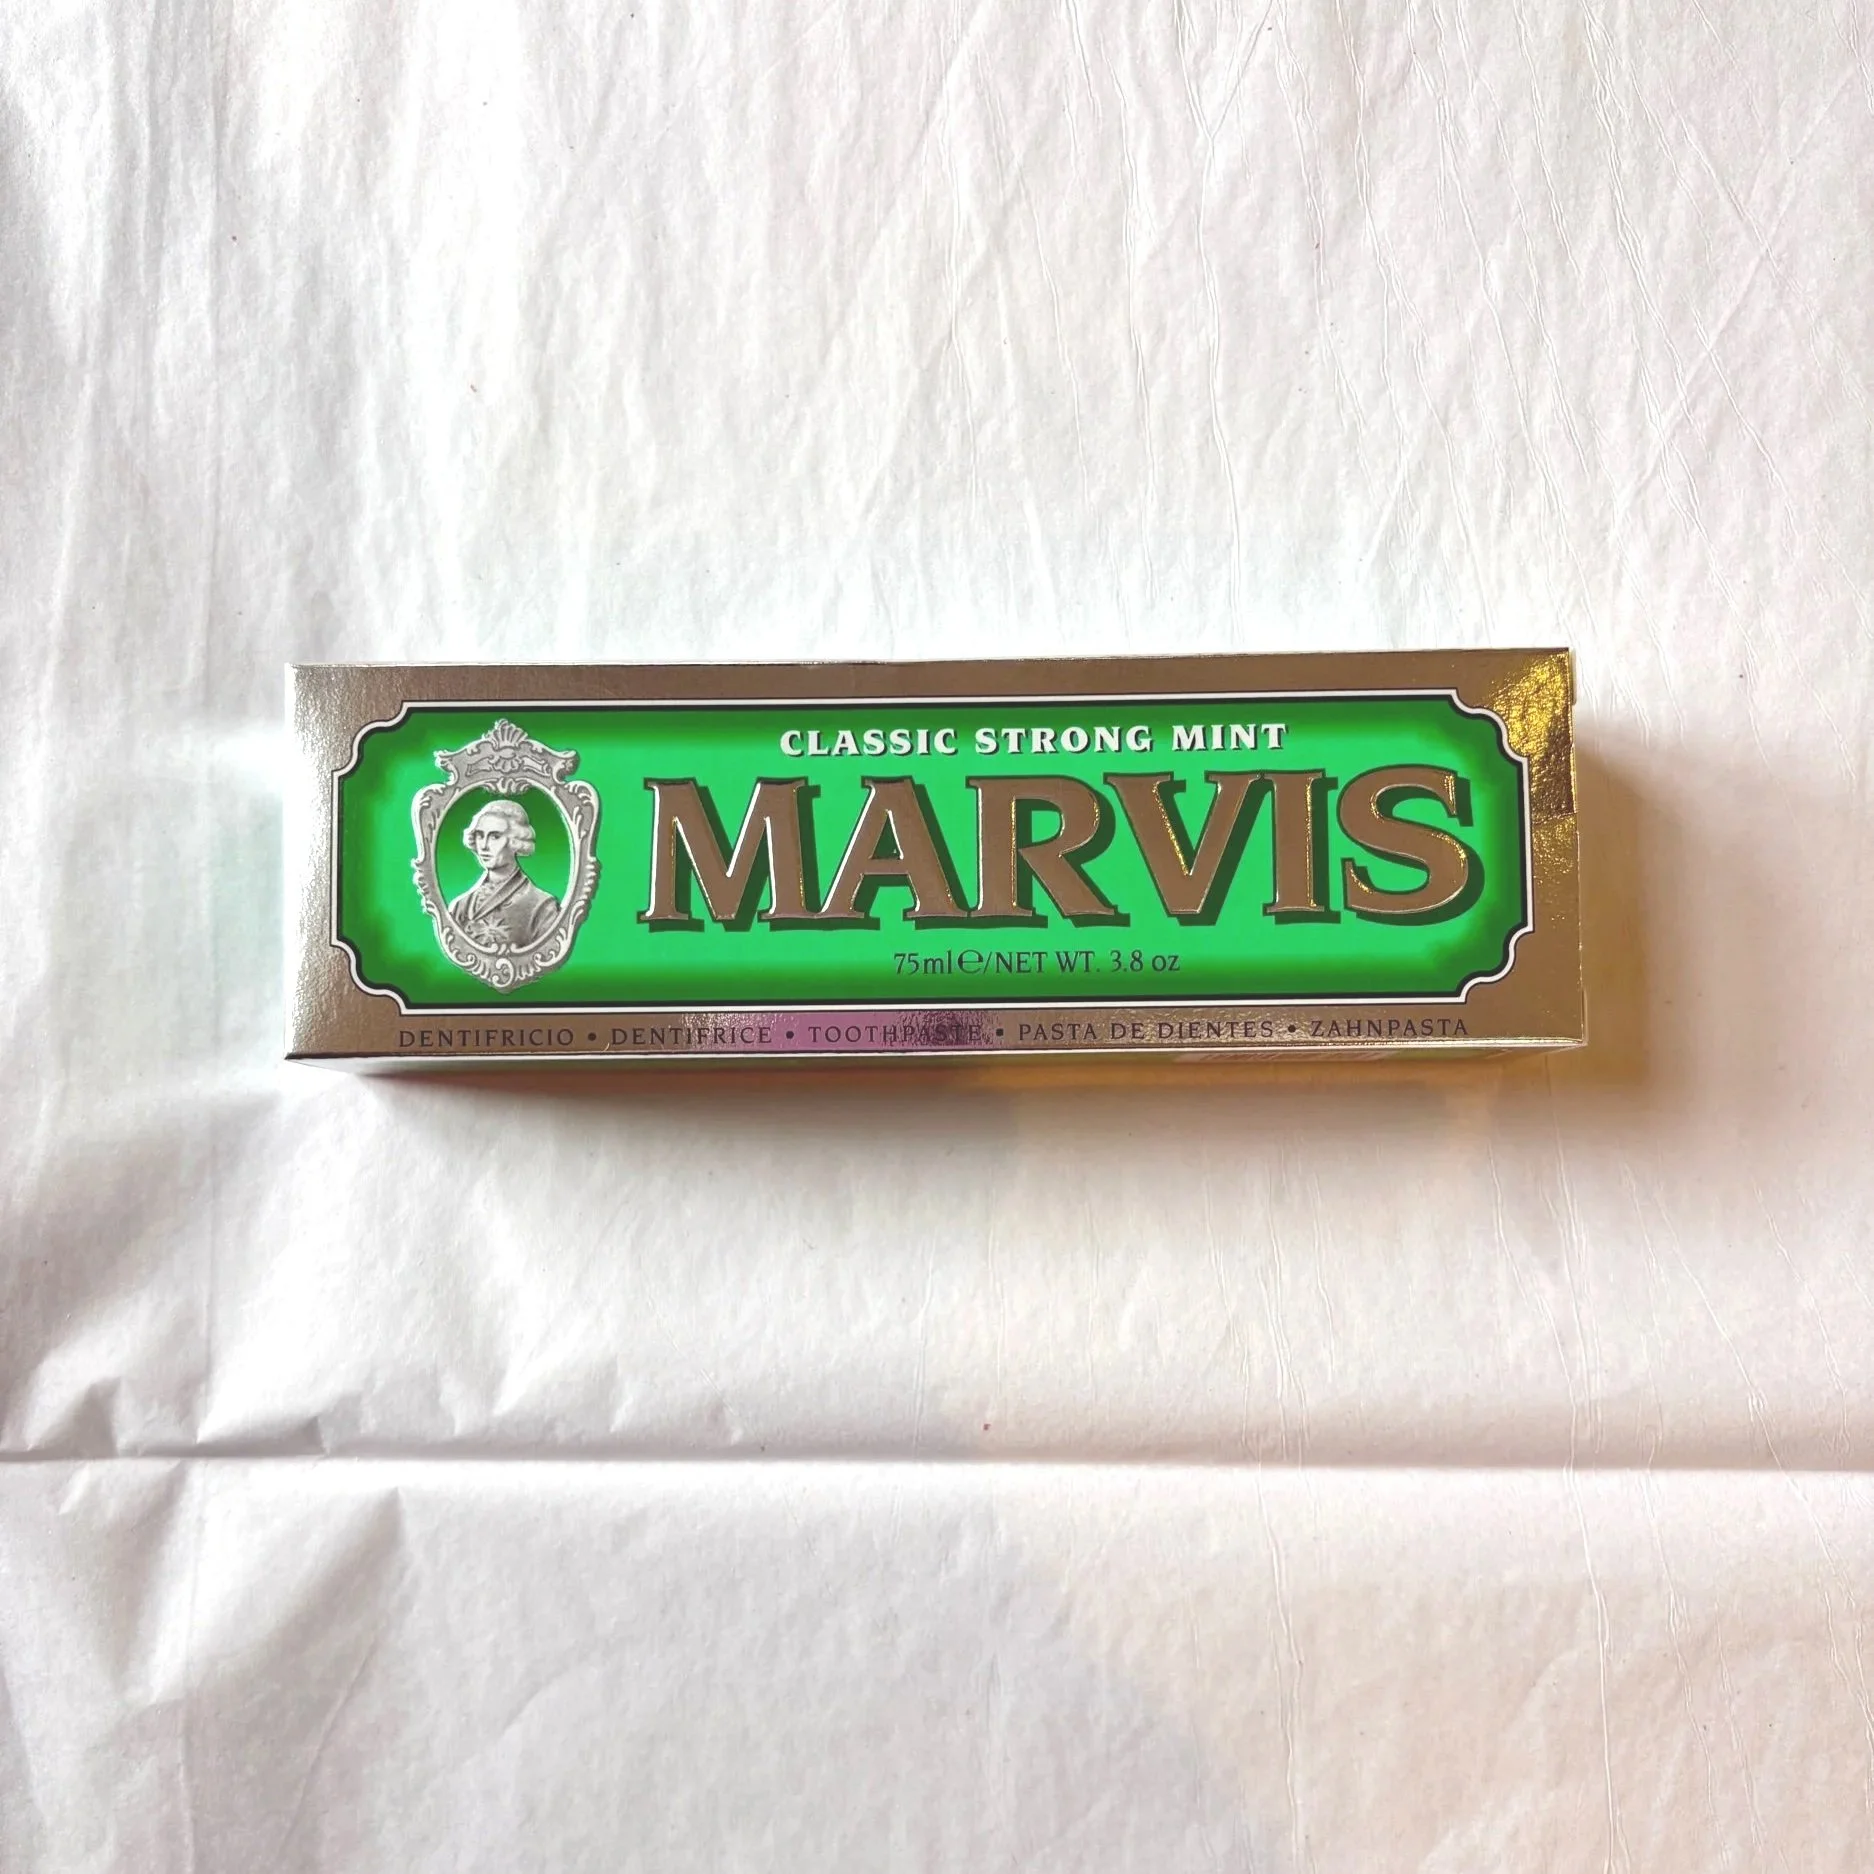 CLASSIC STRONG MINT
MARVIS
75ml℮/NET WT. 3.8 oz
DENTIFRICIO • DENTIFRICE • TOOTHPASTE • PASTA DE DIENTES • ZAHNPASTA